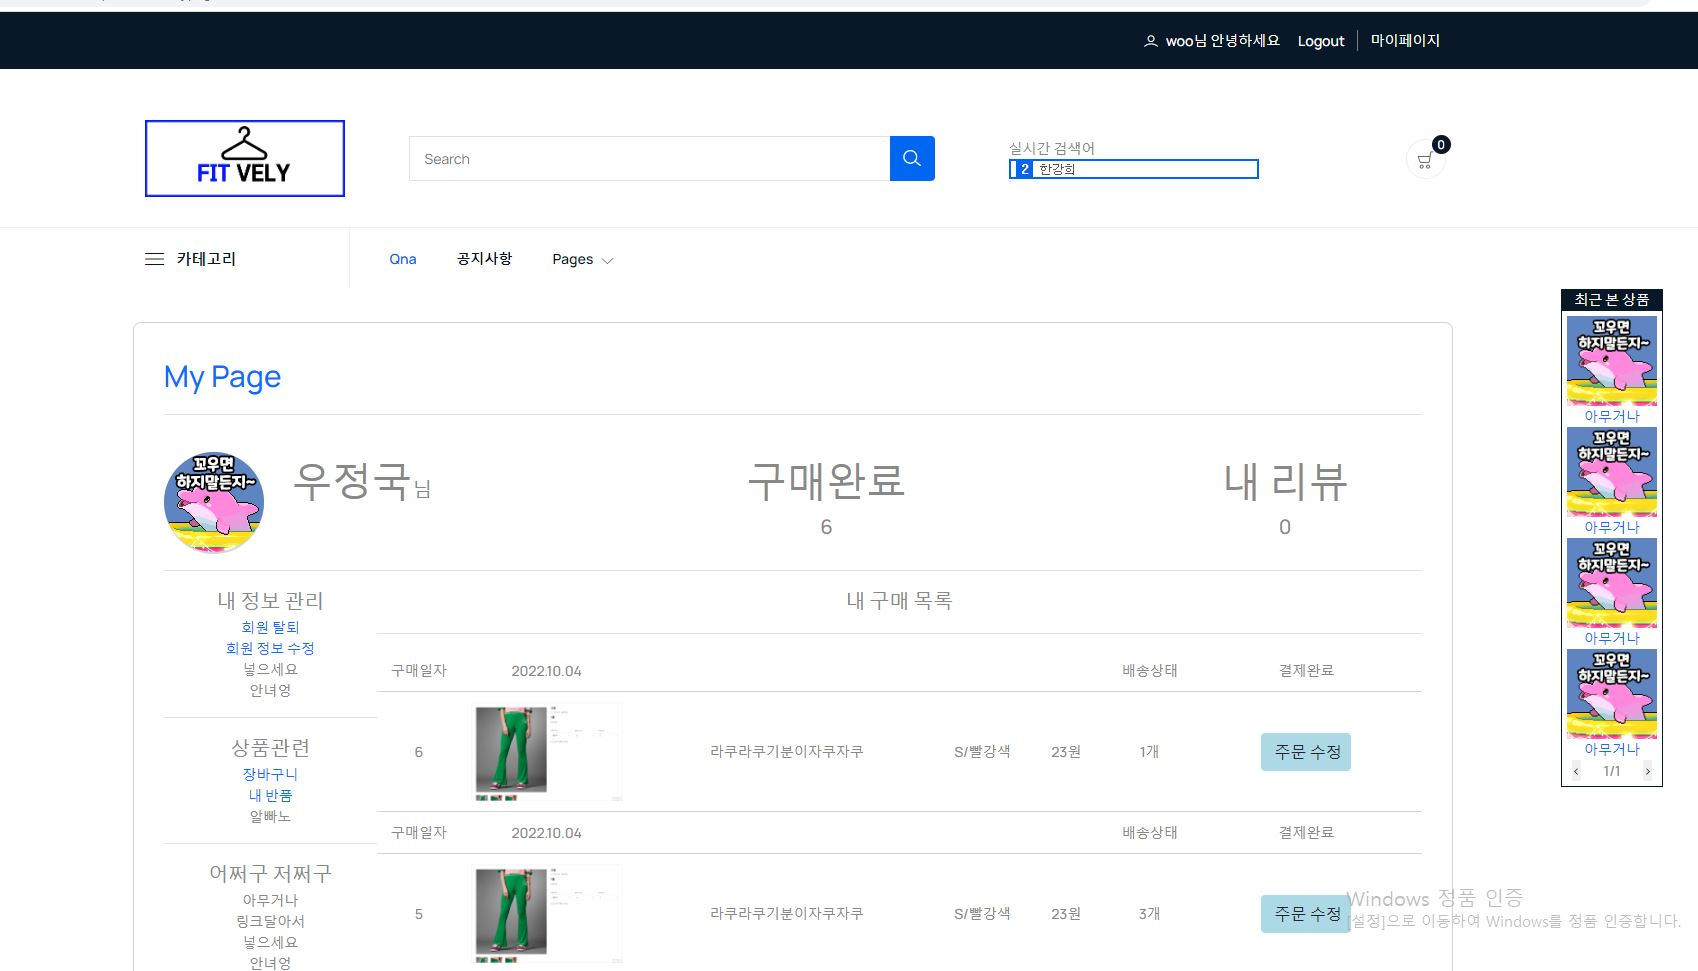 woo님 안녕하세요 Logout 마이페이지
FIT VELY
Search
실시간 검색어
2 한강희
0
카테고리 Qna 공지사항 Pages
최근 본 상품
꼬우면
하지말든지~
아무거나
꼬우면
하지말든지~
아무거나
꼬우면
하지말든지~
아무거나
꼬우면
하지말든지~
아무거나
‹ 1/1 ›
My Page
꼬우면
하지말든지~
우정국님 구매완료 내 리뷰
6 0
내 정보 관리
회원 탈퇴
회원 정보 수정
넣으세요
안녀엉
상품관련
장바구니
내 반품
알빠노
어쩌구 저쩌구
아무거나
링크달아서
넣으세요
안녀엉
내 구매 목록
구매일자 2022.10.04 배송상태 결제완료
6 라쿠라쿠기분이자쿠자쿠 S/빨강색 23원 1개 주문 수정
구매일자 2022.10.04 배송상태 결제완료
5 라쿠라쿠기분이자쿠자쿠 S/빨강색 23원 3개 주문 수정
Windows 정품 인증
[설정]으로 이동하여 Windows를 정품 인증합니다.